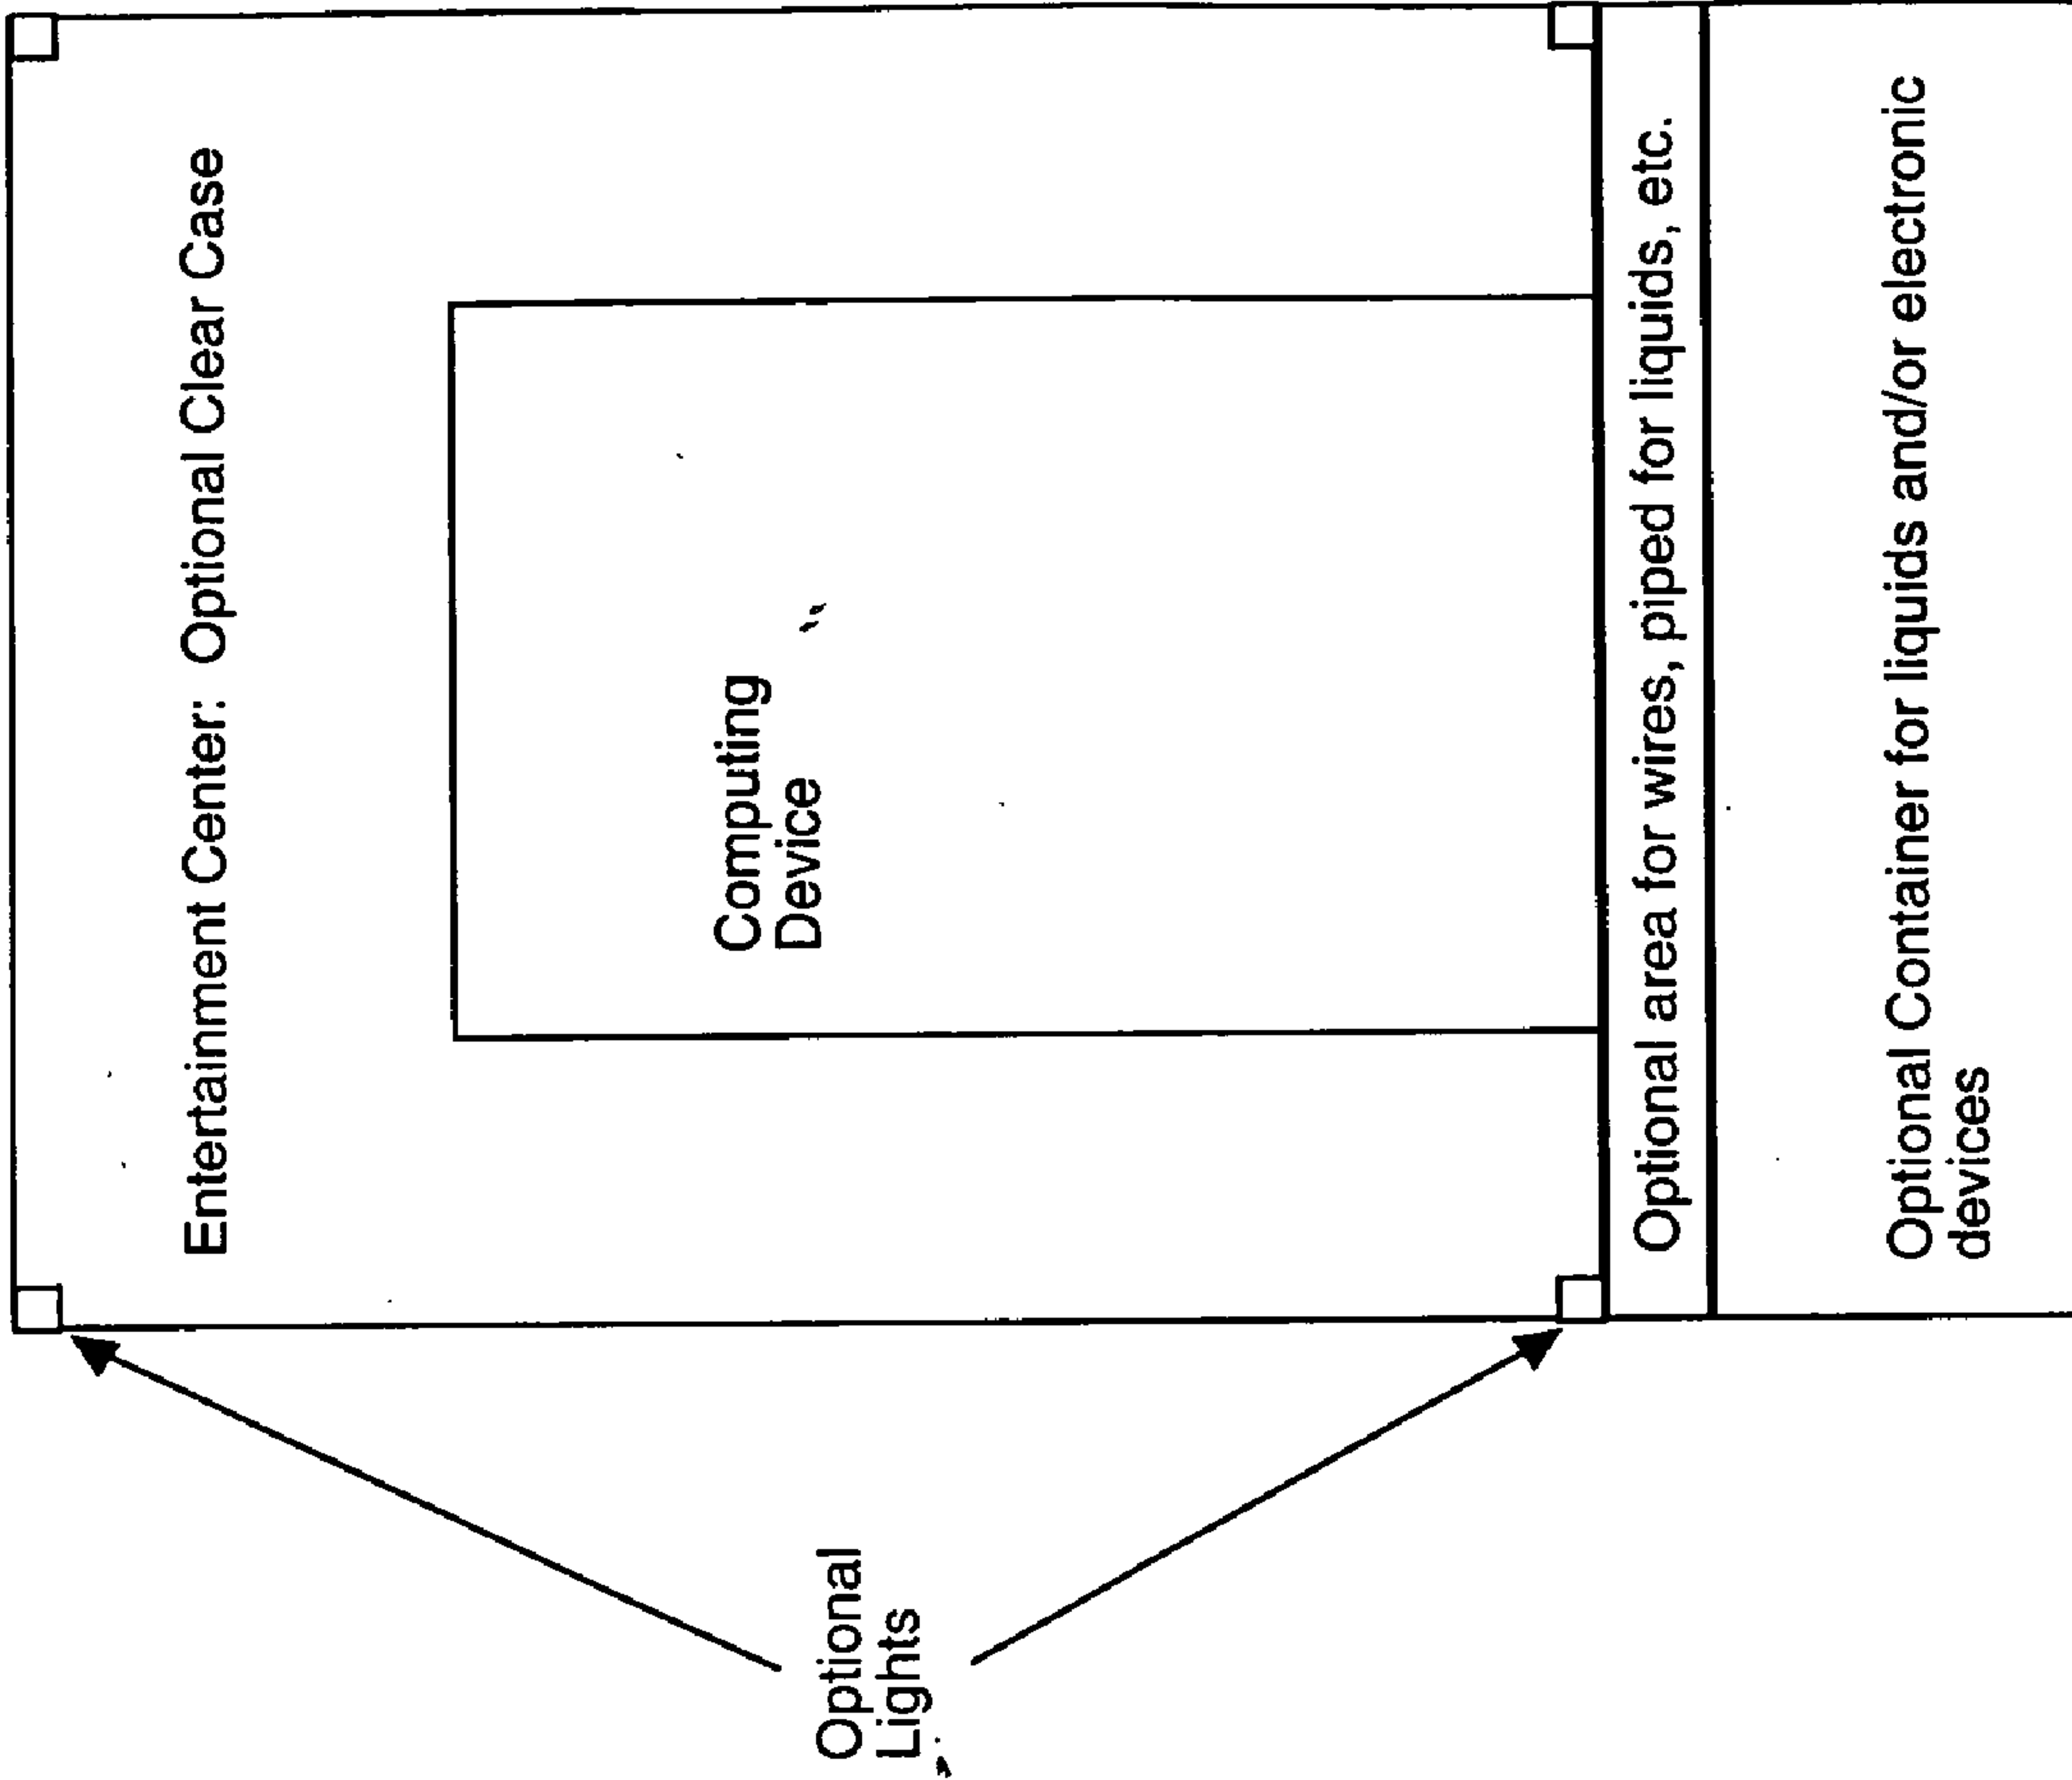 Entertainment Center: Optional Clear Case
Computing
Device
Optional
Lights
Optional area for wires, piped for liquids, etc.
Optional Container for liquids and/or electronic
devices